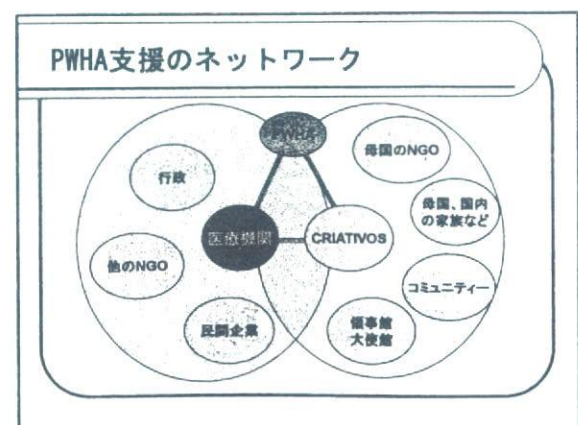 PWHA支援のネットワーク
PWHA
母国のNGO
行政
母国、国内
の家族など
医療機関
CRIATIVOS
他のNGO
コミュニティー
民間企業
領事館
大使館